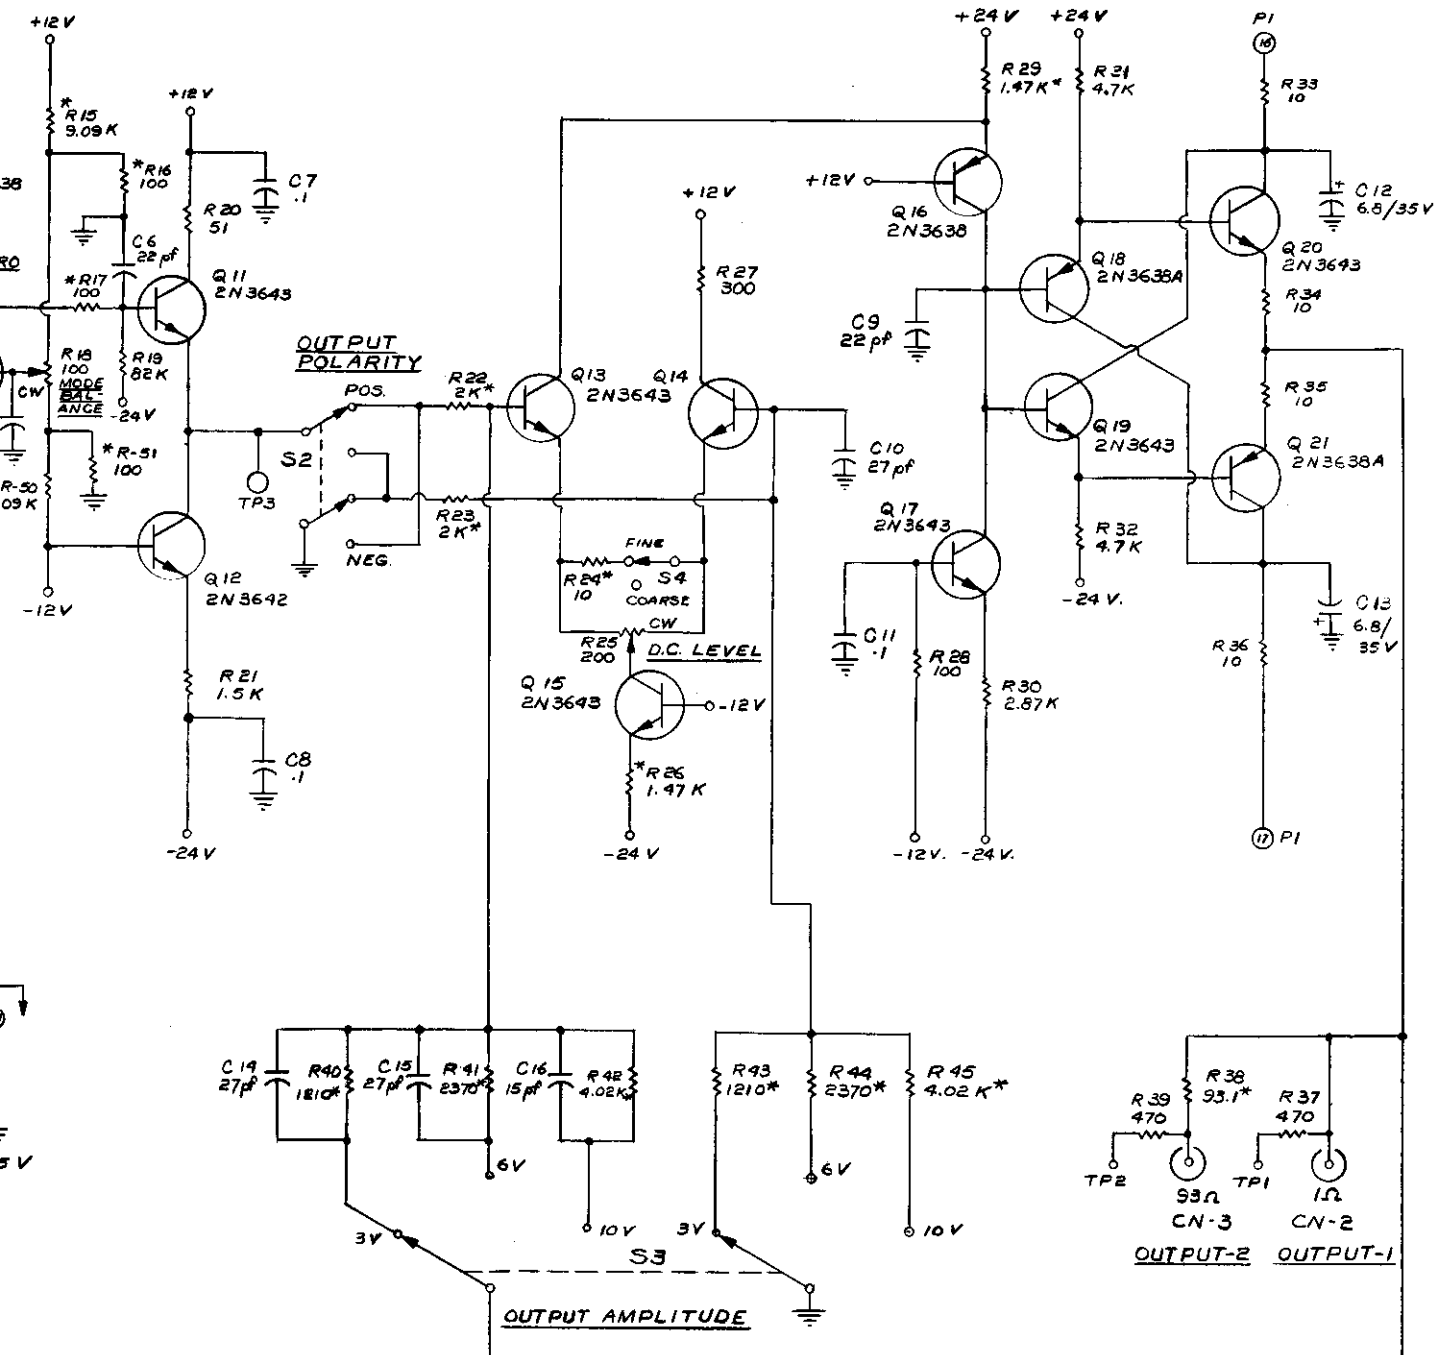 +12V
* R15
9.09K
+12V
*R16
100
C7
.1
38
R20
51
C6
22pf
RO
*R17
100
Q11
2N3643
R18
100
MODE
BAL-
ANCE
CW
R19
82K
-24V
* R-51
100
R-50
09K
-12V
TP3
Q12
2N3642
R21
1.5K
C8
.1
-24V
OUTPUT
POLARITY
POS.
S2
NEG.
R22
2K*
R23
2K*
Q13
2N3643
Q14
+12V
R27
300
C10
27pf
R24*
10
FINE
S4
COARSE
CW
R25
200
D.C. LEVEL
Q15
2N3643
-12V
*R26
1.47K
-24V
+24V
+24V
R29
1.47K*
R31
4.7K
+12V
Q16
2N3638
Q18
2N3638A
C9
22pf
Q19
2N3643
Q17
2N3643
R32
4.7K
-24V.
C11
.1
R28
100
R30
2.87K
-12V.
-24V.
P1
16
R33
10
C12
+
6.8/35V
Q20
2N3643
R34
10
R35
10
Q21
2N3638A
C13
+
6.8/
35V
R36
10
17
P1
C14
27pf
R40
1210*
C15
27pf
R41
2370*
C16
15pf
R42
4.02K*
6V
10V
3V
R43
1210*
R44
2370*
R45
4.02K*
6V
3V
10V
S3
OUTPUT AMPLITUDE
5V
R39
470
R38
93.1*
R37
470
TP2
93Ω
CN-3
OUTPUT-2
TP1
1Ω
CN-2
OUTPUT-1